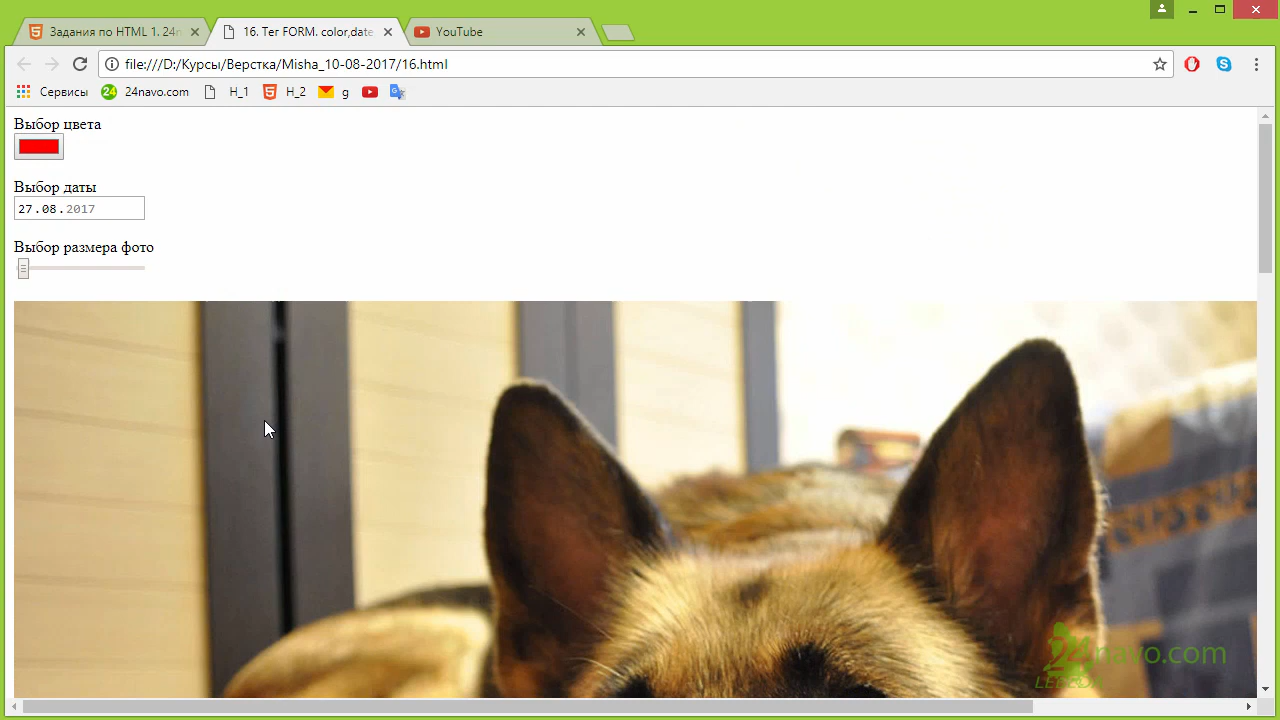 Задания по HTML 1. 24n
16. Тег FORM. color,date
YouTube
file:///D:/Курсы/Верстка/Misha_10-08-2017/16.html
Сервисы
24
24navo.com
H_1
H_2
g
Выбор цвета
Выбор даты
27.08.2017
Выбор размера фото
24navo.com